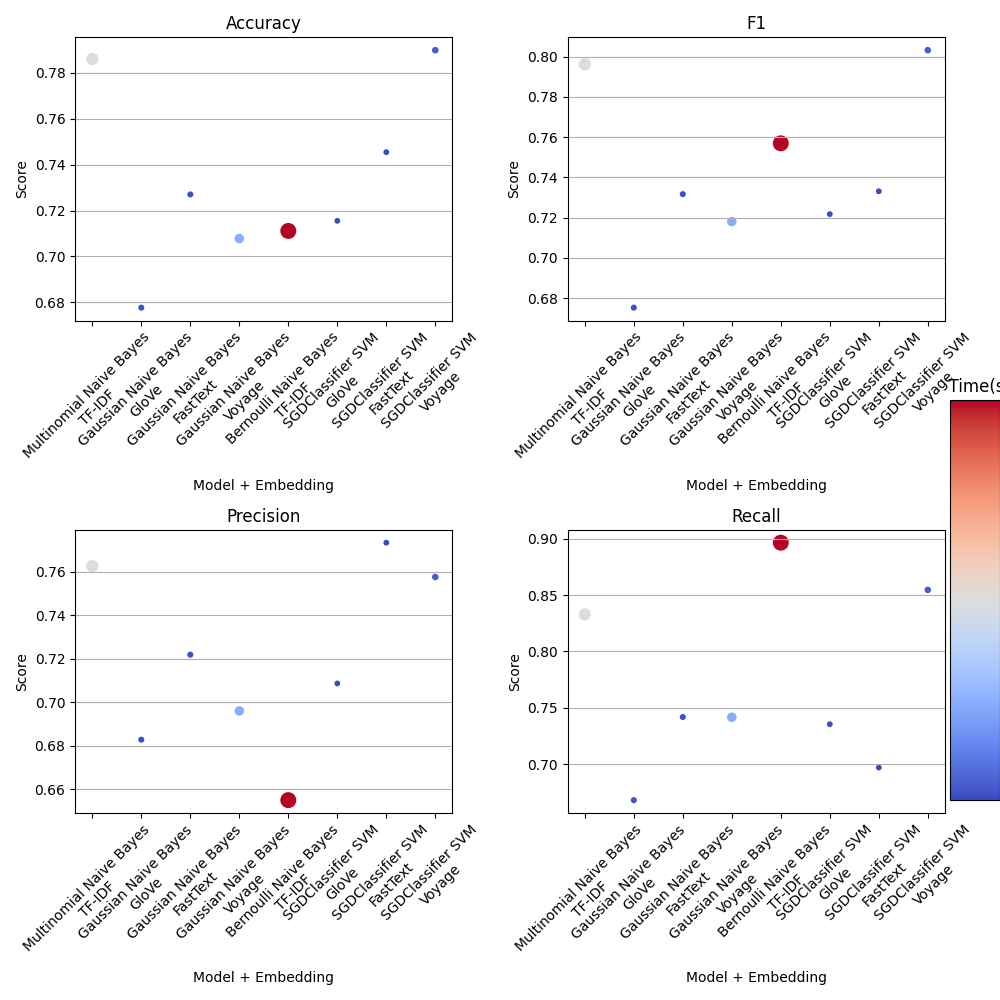 Accuracy
Score
0.78
0.76
0.74
0.72
0.70
0.68
Multinomial Naive Bayes
TF-IDF
Gaussian Naive Bayes
GloVe
Gaussian Naive Bayes
FastText
Gaussian Naive Bayes
Voyage
Bernoulli Naive Bayes
TF-IDF
SGDClassifier SVM
GloVe
SGDClassifier SVM
FastText
SGDClassifier SVM
Voyage
Model + Embedding
F1
Score
0.80
0.78
0.76
0.74
0.72
0.70
0.68
Multinomial Naive Bayes
TF-IDF
Gaussian Naive Bayes
GloVe
Gaussian Naive Bayes
FastText
Gaussian Naive Bayes
Voyage
Bernoulli Naive Bayes
TF-IDF
SGDClassifier SVM
GloVe
SGDClassifier SVM
FastText
SGDClassifier SVM
Voyage
Model + Embedding
Time(s
Precision
Score
0.76
0.74
0.72
0.70
0.68
0.66
Multinomial Naive Bayes
TF-IDF
Gaussian Naive Bayes
GloVe
Gaussian Naive Bayes
FastText
Gaussian Naive Bayes
Voyage
Bernoulli Naive Bayes
TF-IDF
SGDClassifier SVM
GloVe
SGDClassifier SVM
FastText
SGDClassifier SVM
Voyage
Model + Embedding
Recall
Score
0.90
0.85
0.80
0.75
0.70
Multinomial Naive Bayes
TF-IDF
Gaussian Naive Bayes
GloVe
Gaussian Naive Bayes
FastText
Gaussian Naive Bayes
Voyage
Bernoulli Naive Bayes
TF-IDF
SGDClassifier SVM
GloVe
SGDClassifier SVM
FastText
SGDClassifier SVM
Voyage
Model + Embedding